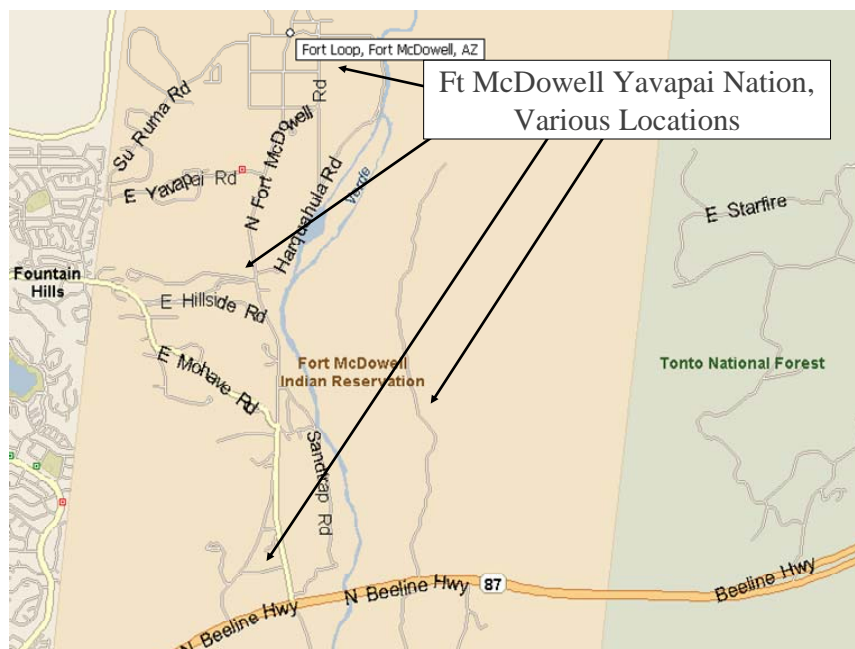 Fort Loop, Fort McDowell, AZ
Ft McDowell Yavapai Nation,
Various Locations
Su Ruma Rd
N Fort McDowell Rd
E Yavapai Rd
Harquahula Rd
Verde
E Starfire
Fountain
Hills
E Hillside Rd
E Mohave Rd
Fort McDowell
Indian Reservation
Tonto National Forest
Sandtrap Rd
N Beeline Hwy
N Beeline Hwy
87
Beeline Hwy